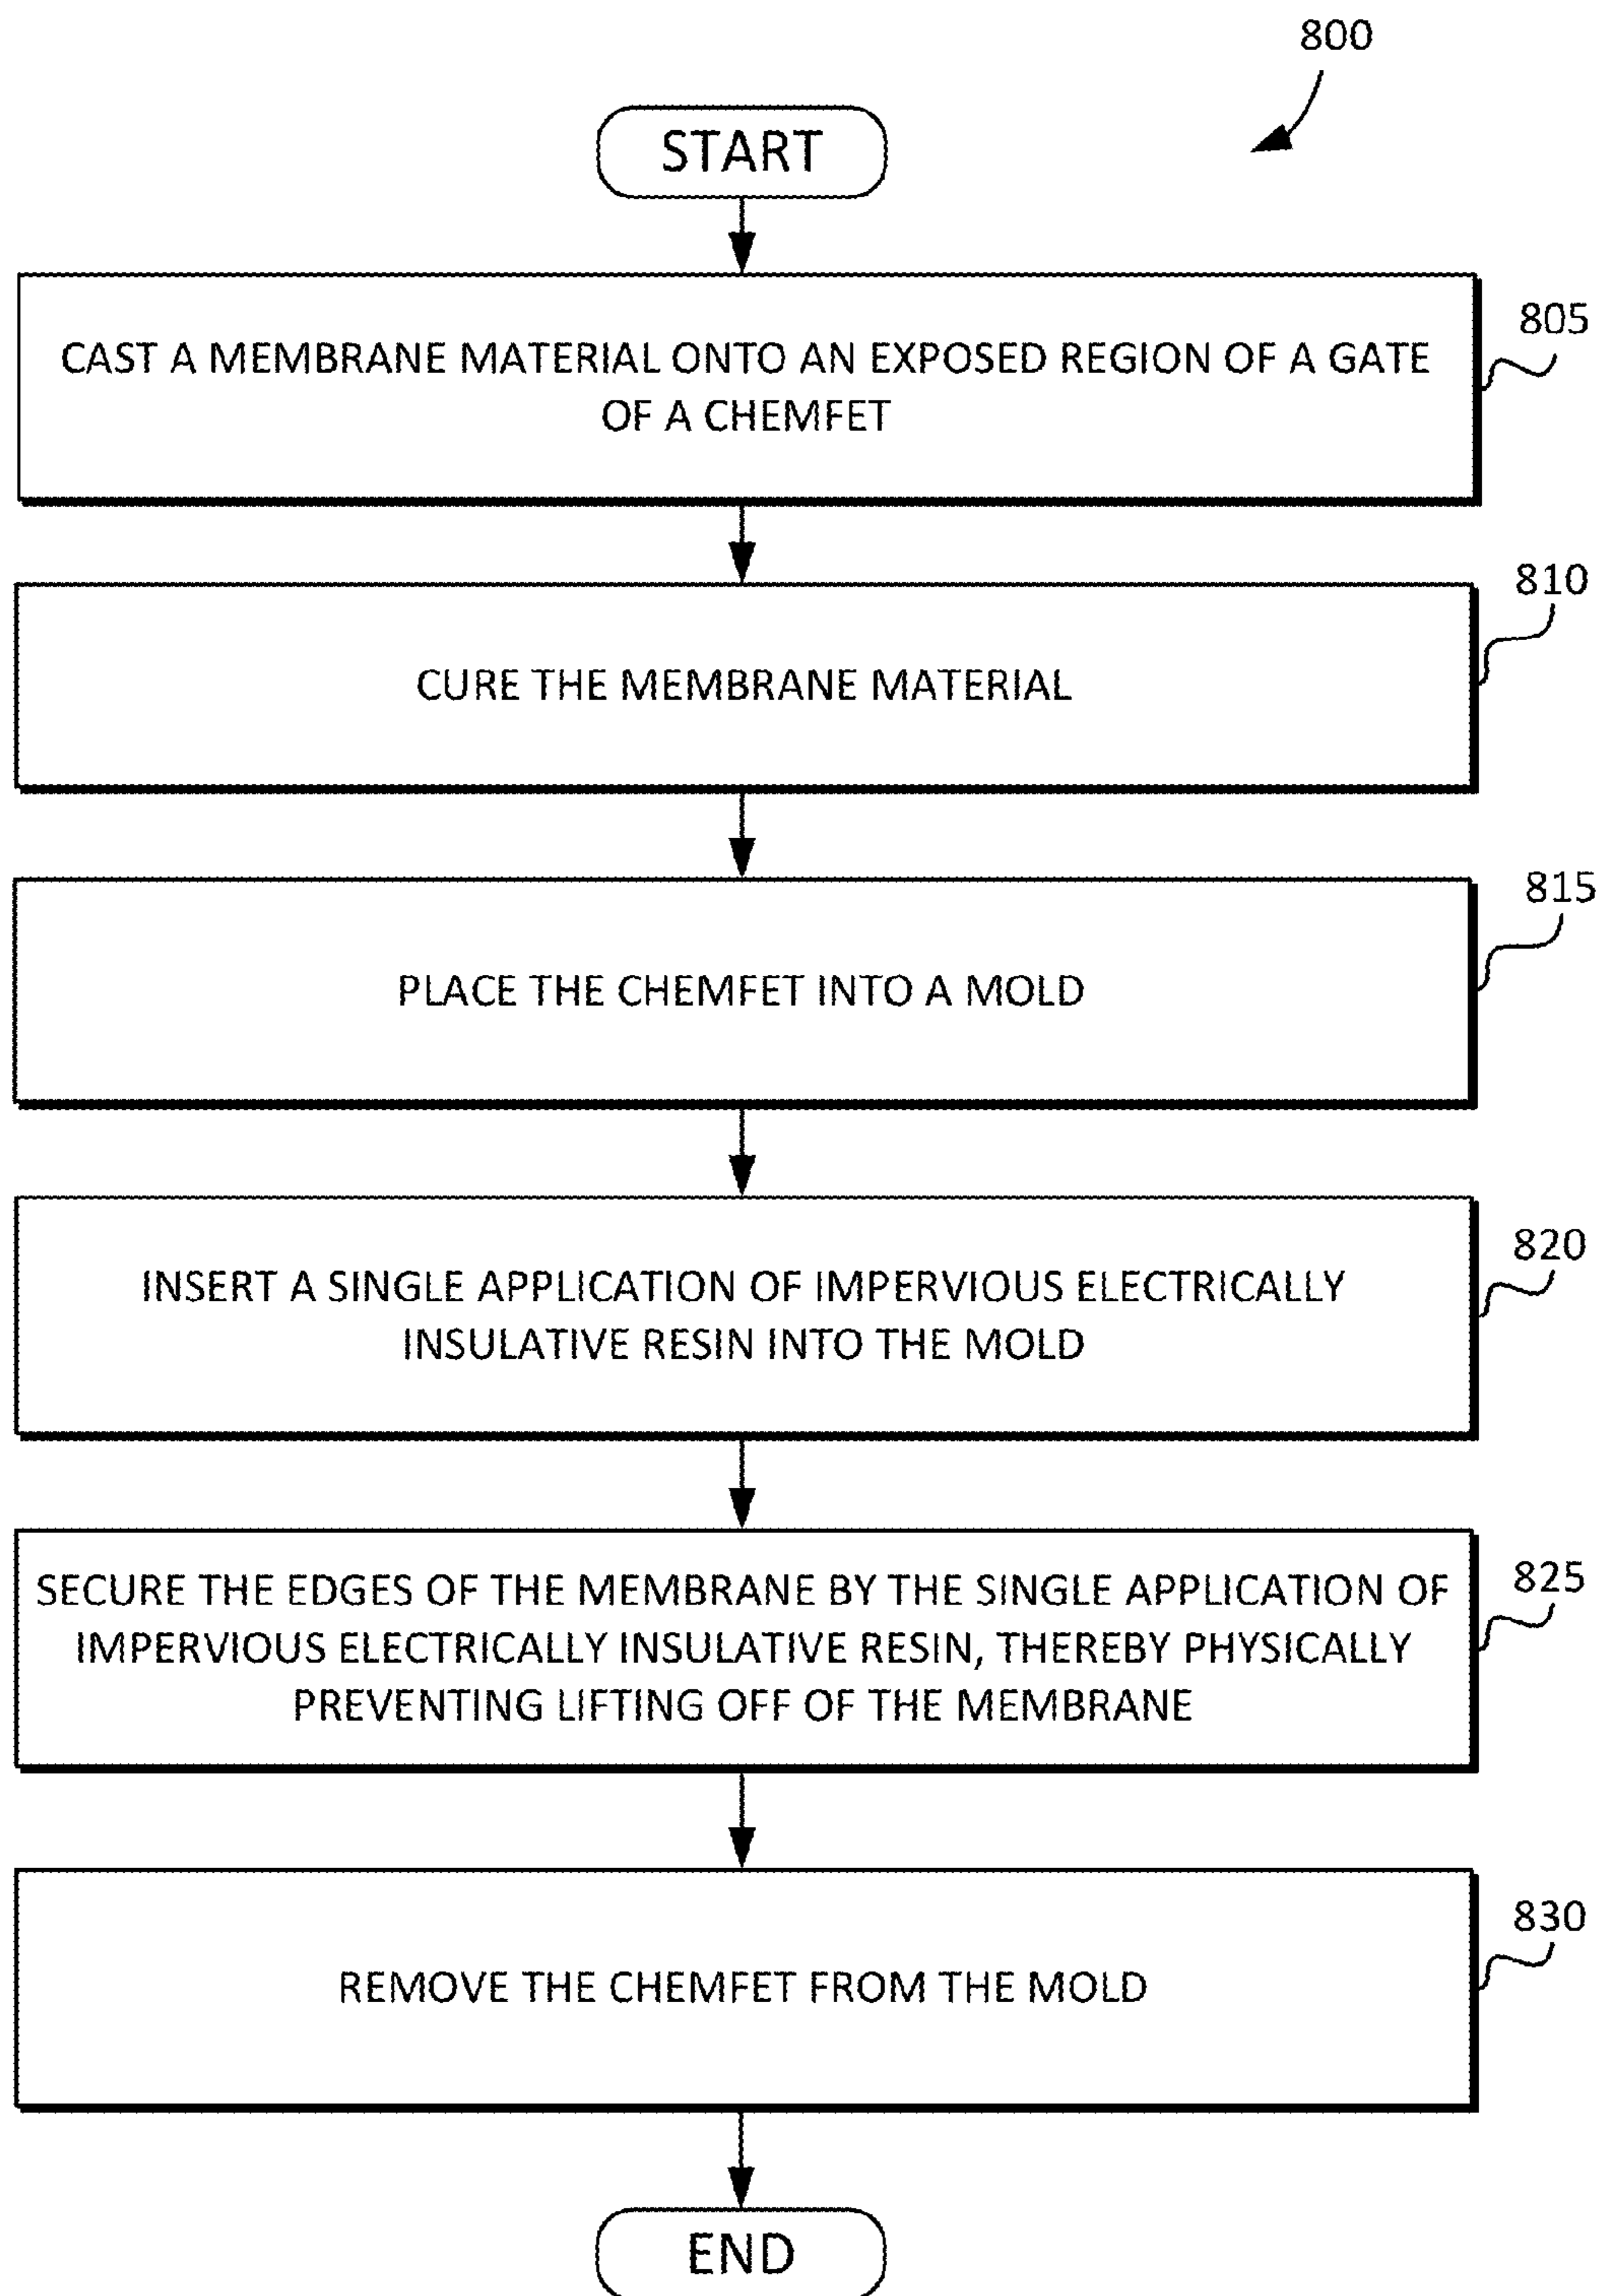 800
START
CAST A MEMBRANE MATERIAL ONTO AN EXPOSED REGION OF A GATE
OF A CHEMFET
805
CURE THE MEMBRANE MATERIAL
810
PLACE THE CHEMFET INTO A MOLD
815
INSERT A SINGLE APPLICATION OF IMPERVIOUS ELECTRICALLY
INSULATIVE RESIN INTO THE MOLD
820
SECURE THE EDGES OF THE MEMBRANE BY THE SINGLE APPLICATION OF
IMPERVIOUS ELECTRICALLY INSULATIVE RESIN, THEREBY PHYSICALLY
PREVENTING LIFTING OFF OF THE MEMBRANE
825
REMOVE THE CHEMFET FROM THE MOLD
830
END